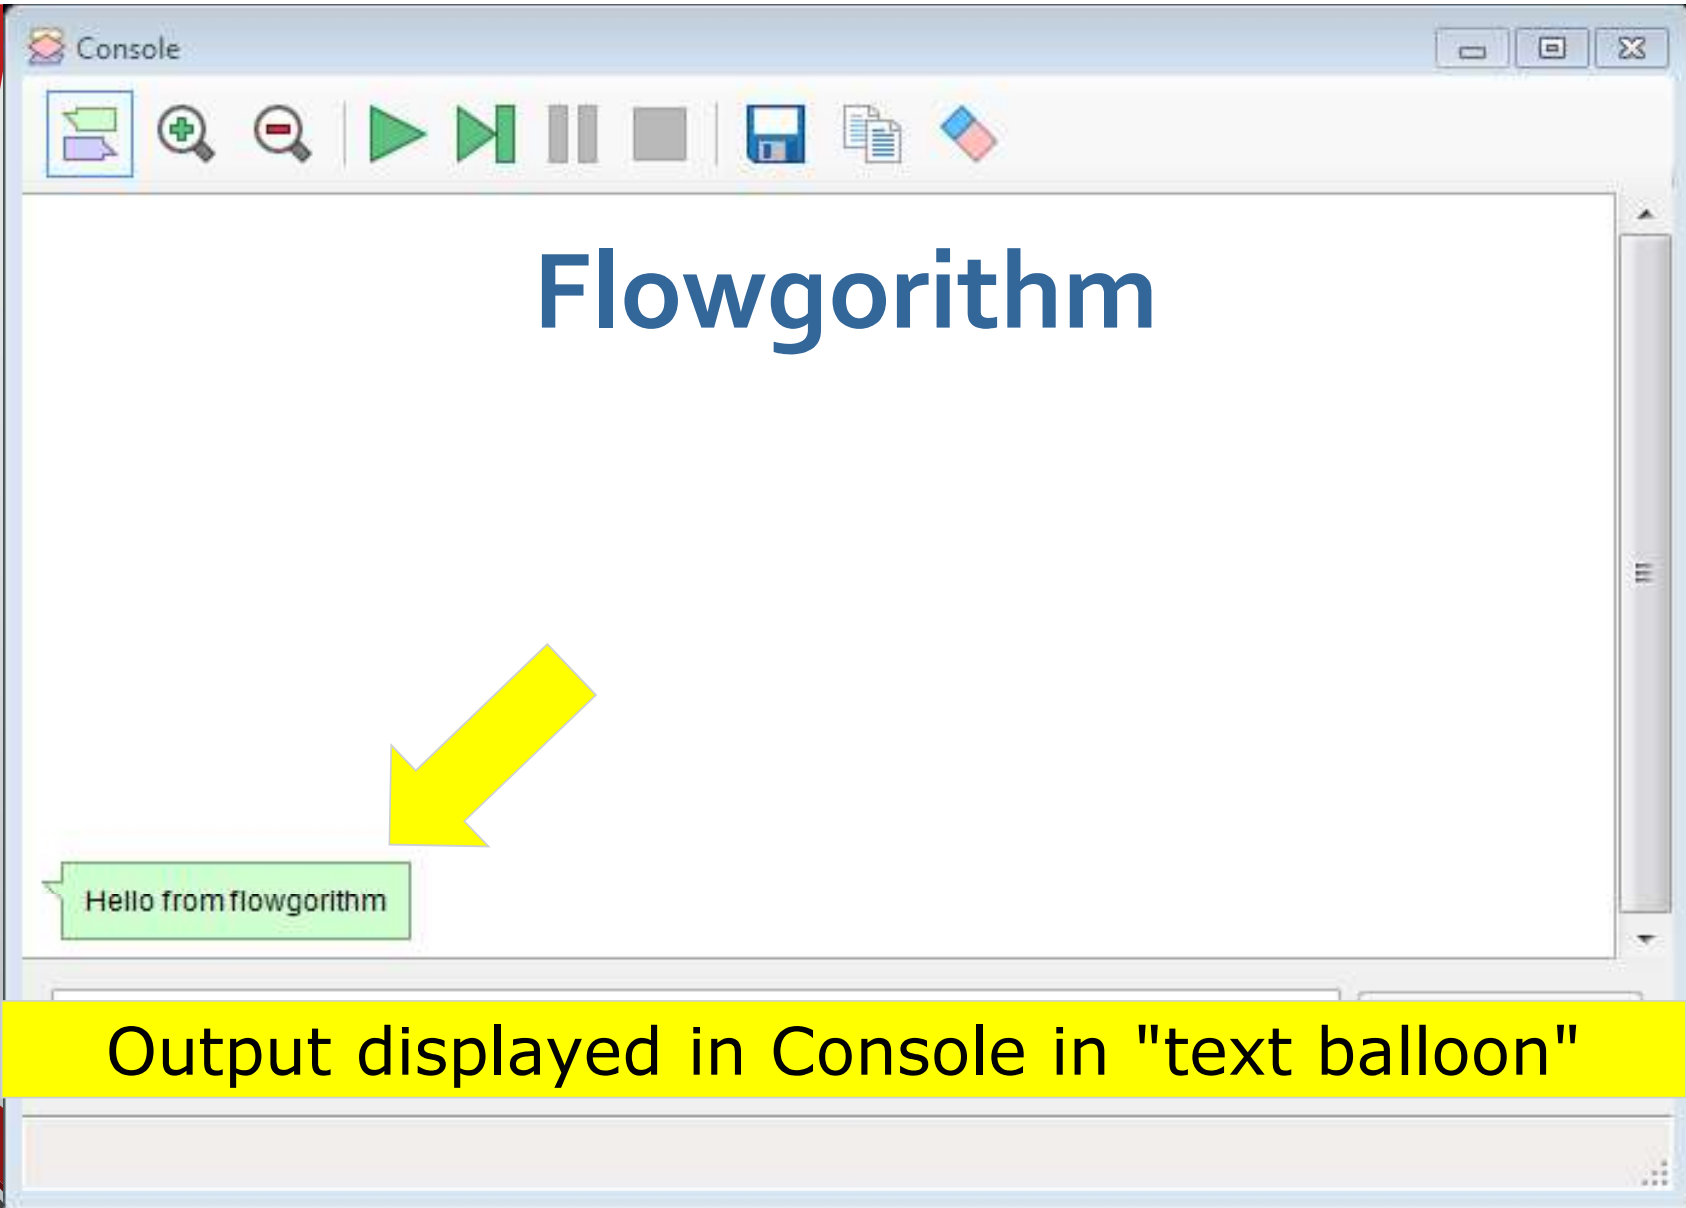 Console
Flowgorithm
Hello from flowgorithm
Output displayed in Console in "text balloon"